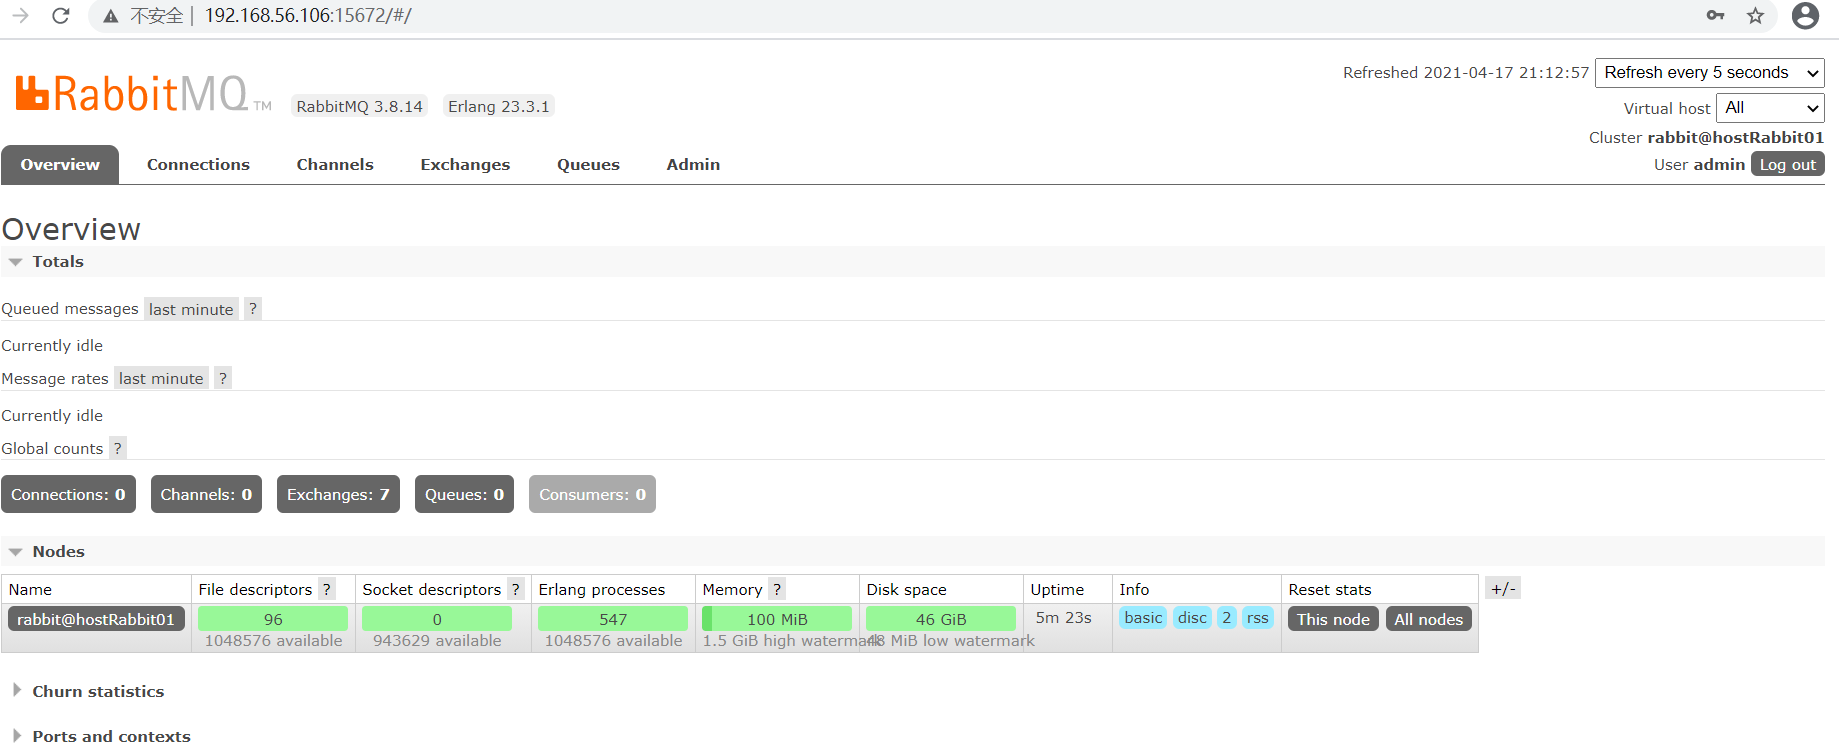 不安全 | 192.168.56.106:15672/#/
RabbitMQ TM RabbitMQ 3.8.14 Erlang 23.3.1
Refreshed 2021-04-17 21:12:57 Refresh every 5 seconds
Virtual host All
Cluster rabbit@hostRabbit01
User admin Log out
Overview Connections Channels Exchanges Queues Admin
Overview
Totals
Queued messages last minute ?
Currently idle
Message rates last minute ?
Currently idle
Global counts ?
Connections: 0 Channels: 0 Exchanges: 7 Queues: 0 Consumers: 0
Nodes
Name File descriptors ? Socket descriptors ? Erlang processes Memory ? Disk space Uptime Info Reset stats +/-
rabbit@hostRabbit01 96 0 547 100 MiB 46 GiB 5m 23s basic disc 2 rss This node All nodes
1048576 available 943629 available 1048576 available 1.5 GiB high watermark 48 MiB low watermark
Churn statistics
Ports and contexts